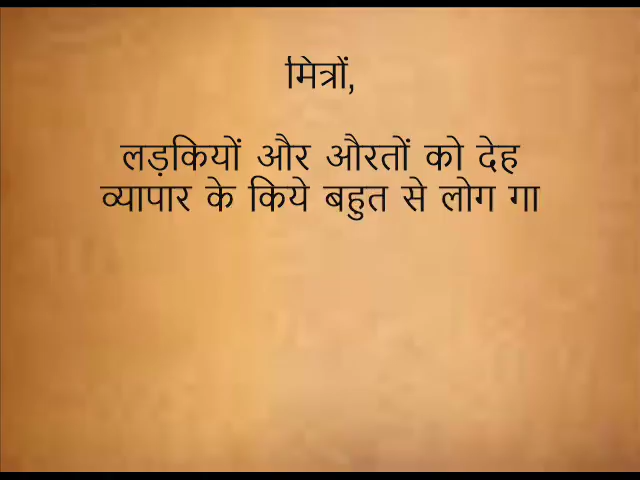 मित्रों,
लड़कियों और औरतों को देह
व्यापार के किये बहुत से लोग गा